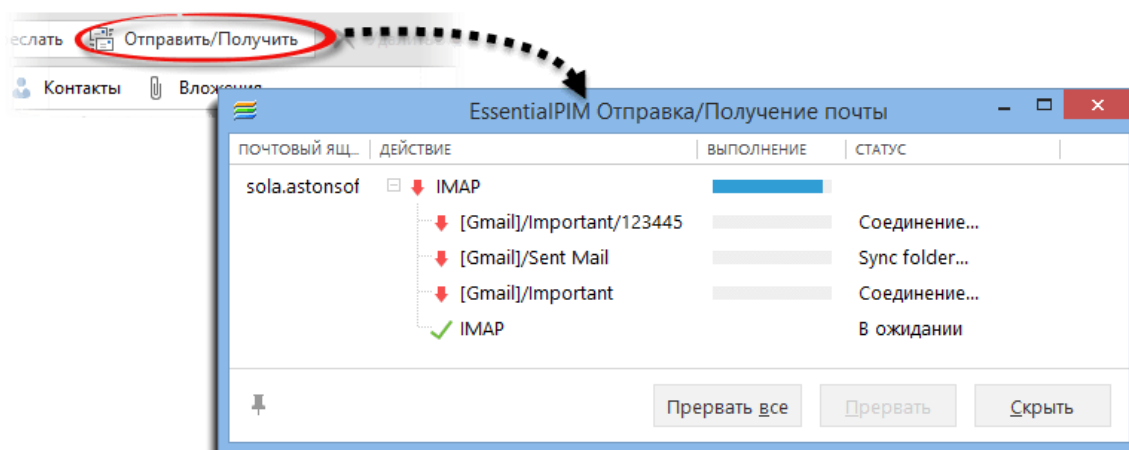 еслать Отправить/Получить
Контакты Вложения
EssentialPIM Отправка/Получение почты
ПОЧТОВЫЙ ЯЩ... ДЕЙСТВИЕ ВЫПОЛНЕНИЕ СТАТУС
sola.astonsof IMAP
[Gmail]/Important/123445 Соединение...
[Gmail]/Sent Mail Sync folder...
[Gmail]/Important Соединение...
IMAP В ожидании
Прервать все Прервать Скрыть